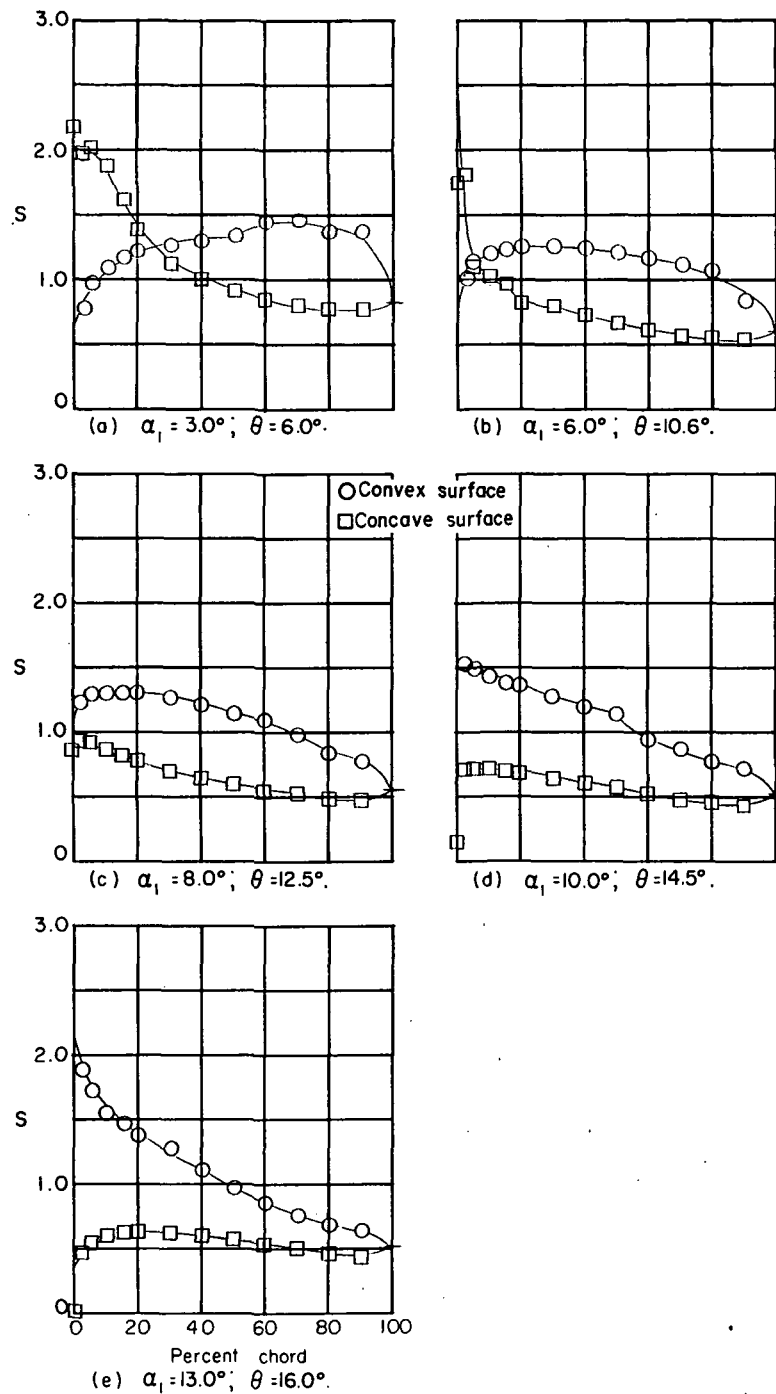 3.0
2.0
S
1.0
0
(a) α₁ = 3.0°; θ = 6.0°.
(b) α₁ = 6.0°; θ = 10.6°.
○ Convex surface
□ Concave surface
3.0
2.0
S
1.0
0
(c) α₁ = 8.0°; θ = 12.5°.
(d) α₁ = 10.0°; θ = 14.5°.
3.0
2.0
S
1.0
0
0 20 40 60 80 100
Percent chord
(e) α₁ = 13.0°; θ = 16.0°.